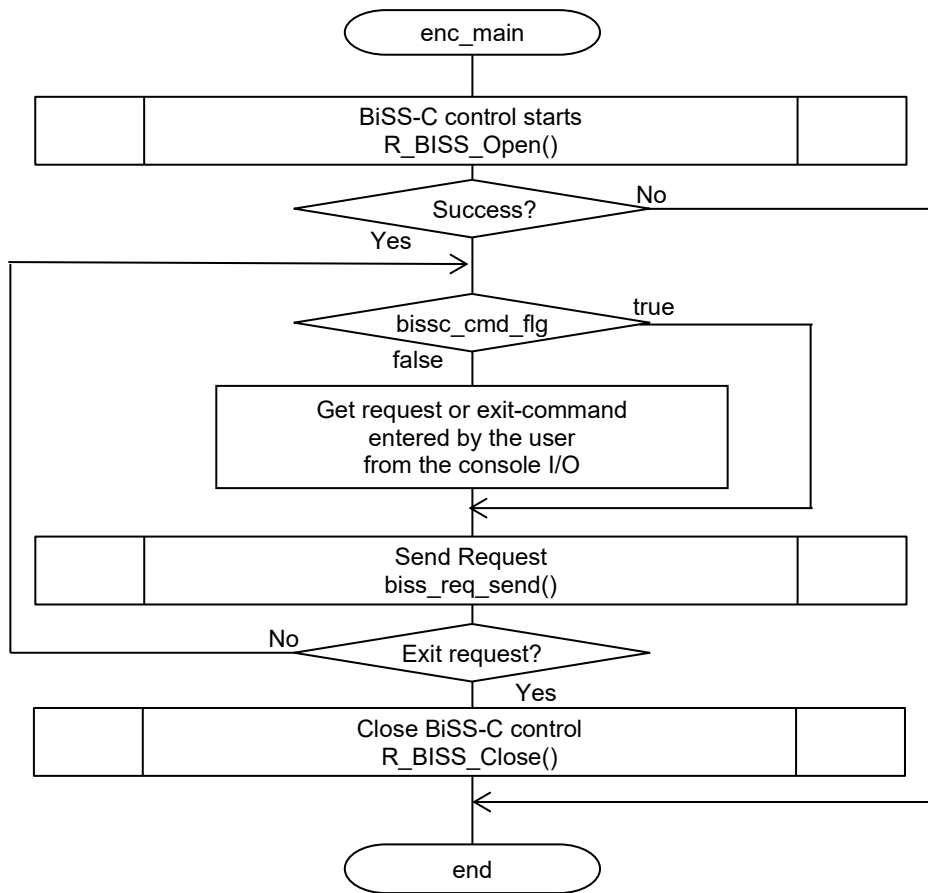 enc_main
BiSS-C control starts
R_BISS_Open()
Success?
No
Yes
bissc_cmd_flg
true
false
Get request or exit-command
entered by the user
from the console I/O
Send Request
biss_req_send()
No
Exit request?
Yes
Close BiSS-C control
R_BISS_Close()
end